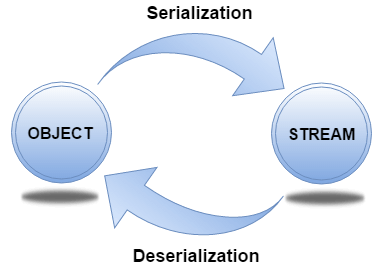 Serialization
OBJECT
STREAM
Deserialization